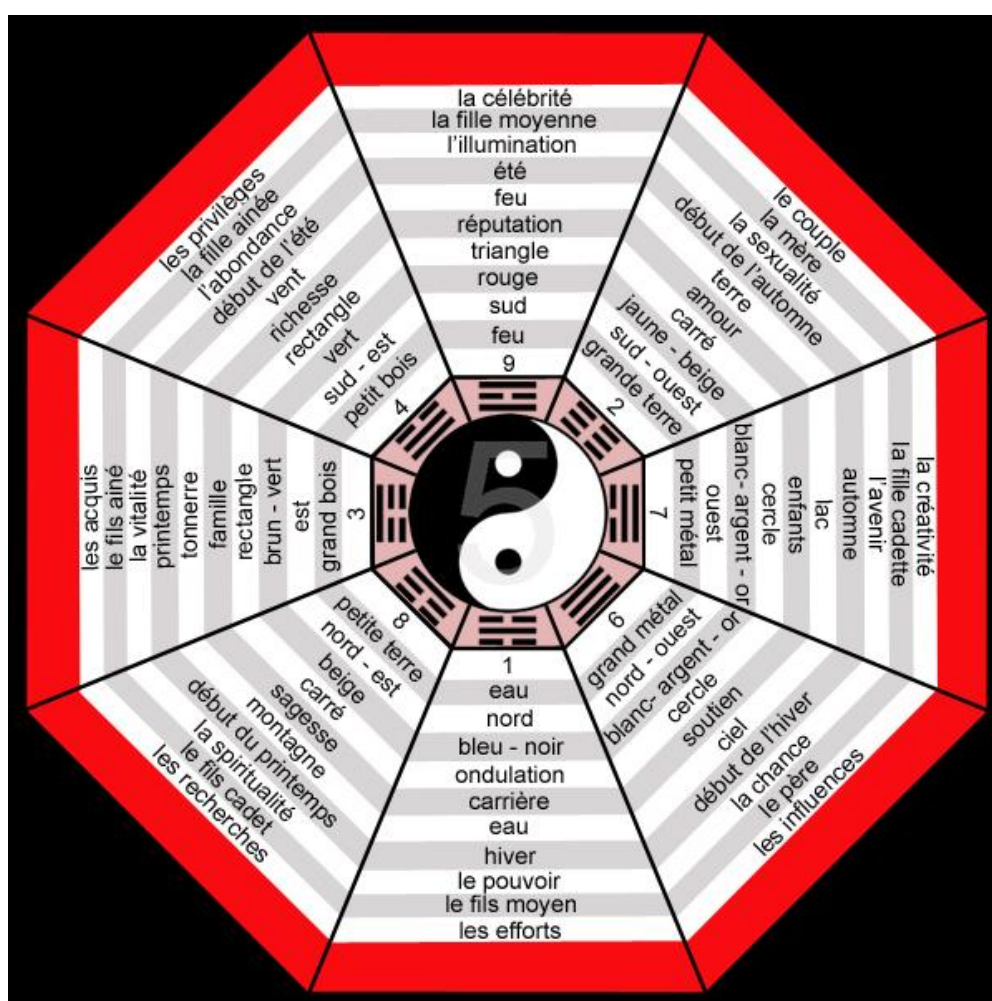 la célébrité
la fille moyenne
l'illumination
été
feu
réputation
triangle
rouge
sud
feu
9
le couple
la mère
la sexualité
début de l'automne
terre
amour
carré
jaune - beige
sud - ouest
grande terre
2
la créativité
la fille cadette
l'avenir
automne
lac
enfants
cercle
blanc- argent - or
ouest
petit métal
7
grand métal
nord - ouest
blanc- argent - or
cercle
soutien
ciel
début de l'hiver
la chance
le père
les influences
6
1
eau
nord
bleu - noir
ondulation
carrière
eau
hiver
le pouvoir
le fils moyen
les efforts
8
petite terre
nord - est
beige
carré
sagesse
montagne
début du printemps
la spiritualité
le fils cadet
les recherches
les acquis
le fils ainé
la vitalité
printemps
tonnerre
famille
rectangle
brun - vert
est
grand bois
3
les privilèges
la fille ainée
l'abondance
début de l'été
vent
richesse
rectangle
vert
sud - est
petit bois
4
5